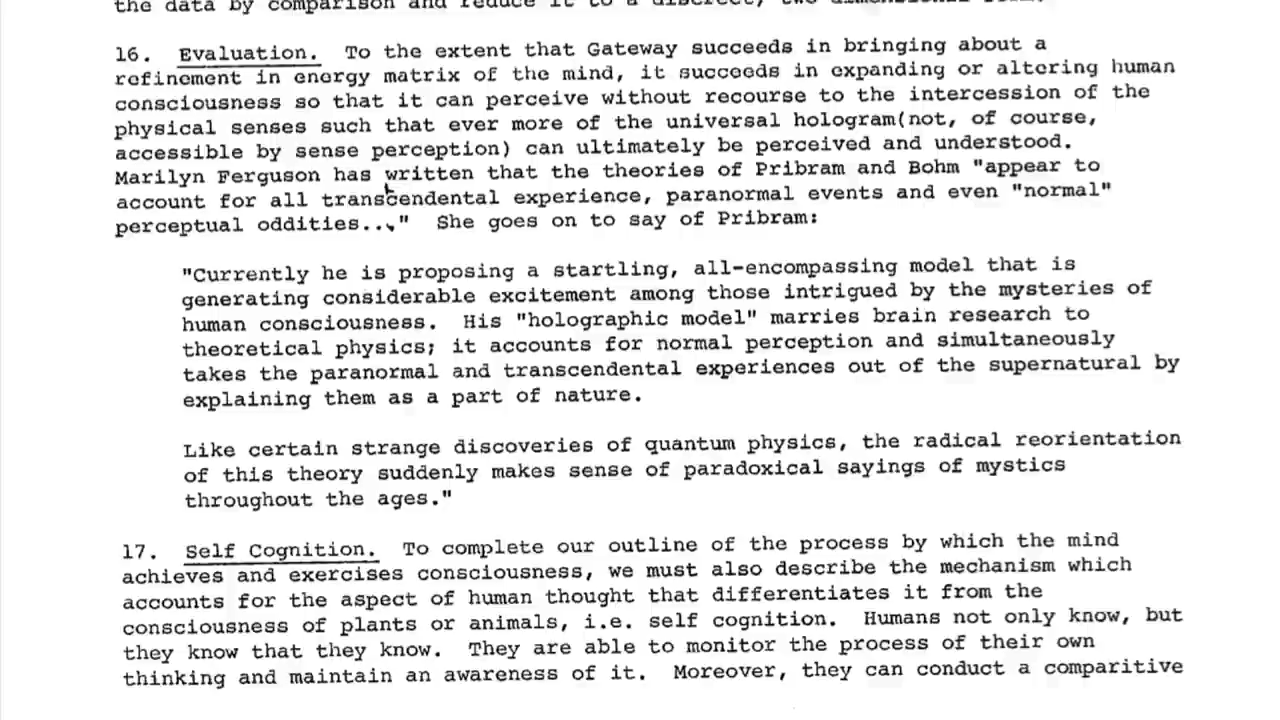 the data by comparison and reduce it to a discreet, two dimensional form.
16. Evaluation. To the extent that Gateway succeeds in bringing about a
refinement in energy matrix of the mind, it succeeds in expanding or altering human
consciousness so that it can perceive without recourse to the intercession of the
physical senses such that ever more of the universal hologram(not, of course,
accessible by sense perception) can ultimately be perceived and understood.
Marilyn Ferguson has written that the theories of Pribram and Bohm "appear to
account for all transcendental experience, paranormal events and even "normal"
perceptual oddities..." She goes on to say of Pribram:
"Currently he is proposing a startling, all-encompassing model that is
generating considerable excitement among those intrigued by the mysteries of
human consciousness. His "holographic model" marries brain research to
theoretical physics; it accounts for normal perception and simultaneously
takes the paranormal and transcendental experiences out of the supernatural by
explaining them as a part of nature.
Like certain strange discoveries of quantum physics, the radical reorientation
of this theory suddenly makes sense of paradoxical sayings of mystics
throughout the ages."
17. Self Cognition. To complete our outline of the process by which the mind
achieves and exercises consciousness, we must also describe the mechanism which
accounts for the aspect of human thought that differentiates it from the
consciousness of plants or animals, i.e. self cognition. Humans not only know, but
they know that they know. They are able to monitor the process of their own
thinking and maintain an awareness of it. Moreover, they can conduct a comparitive